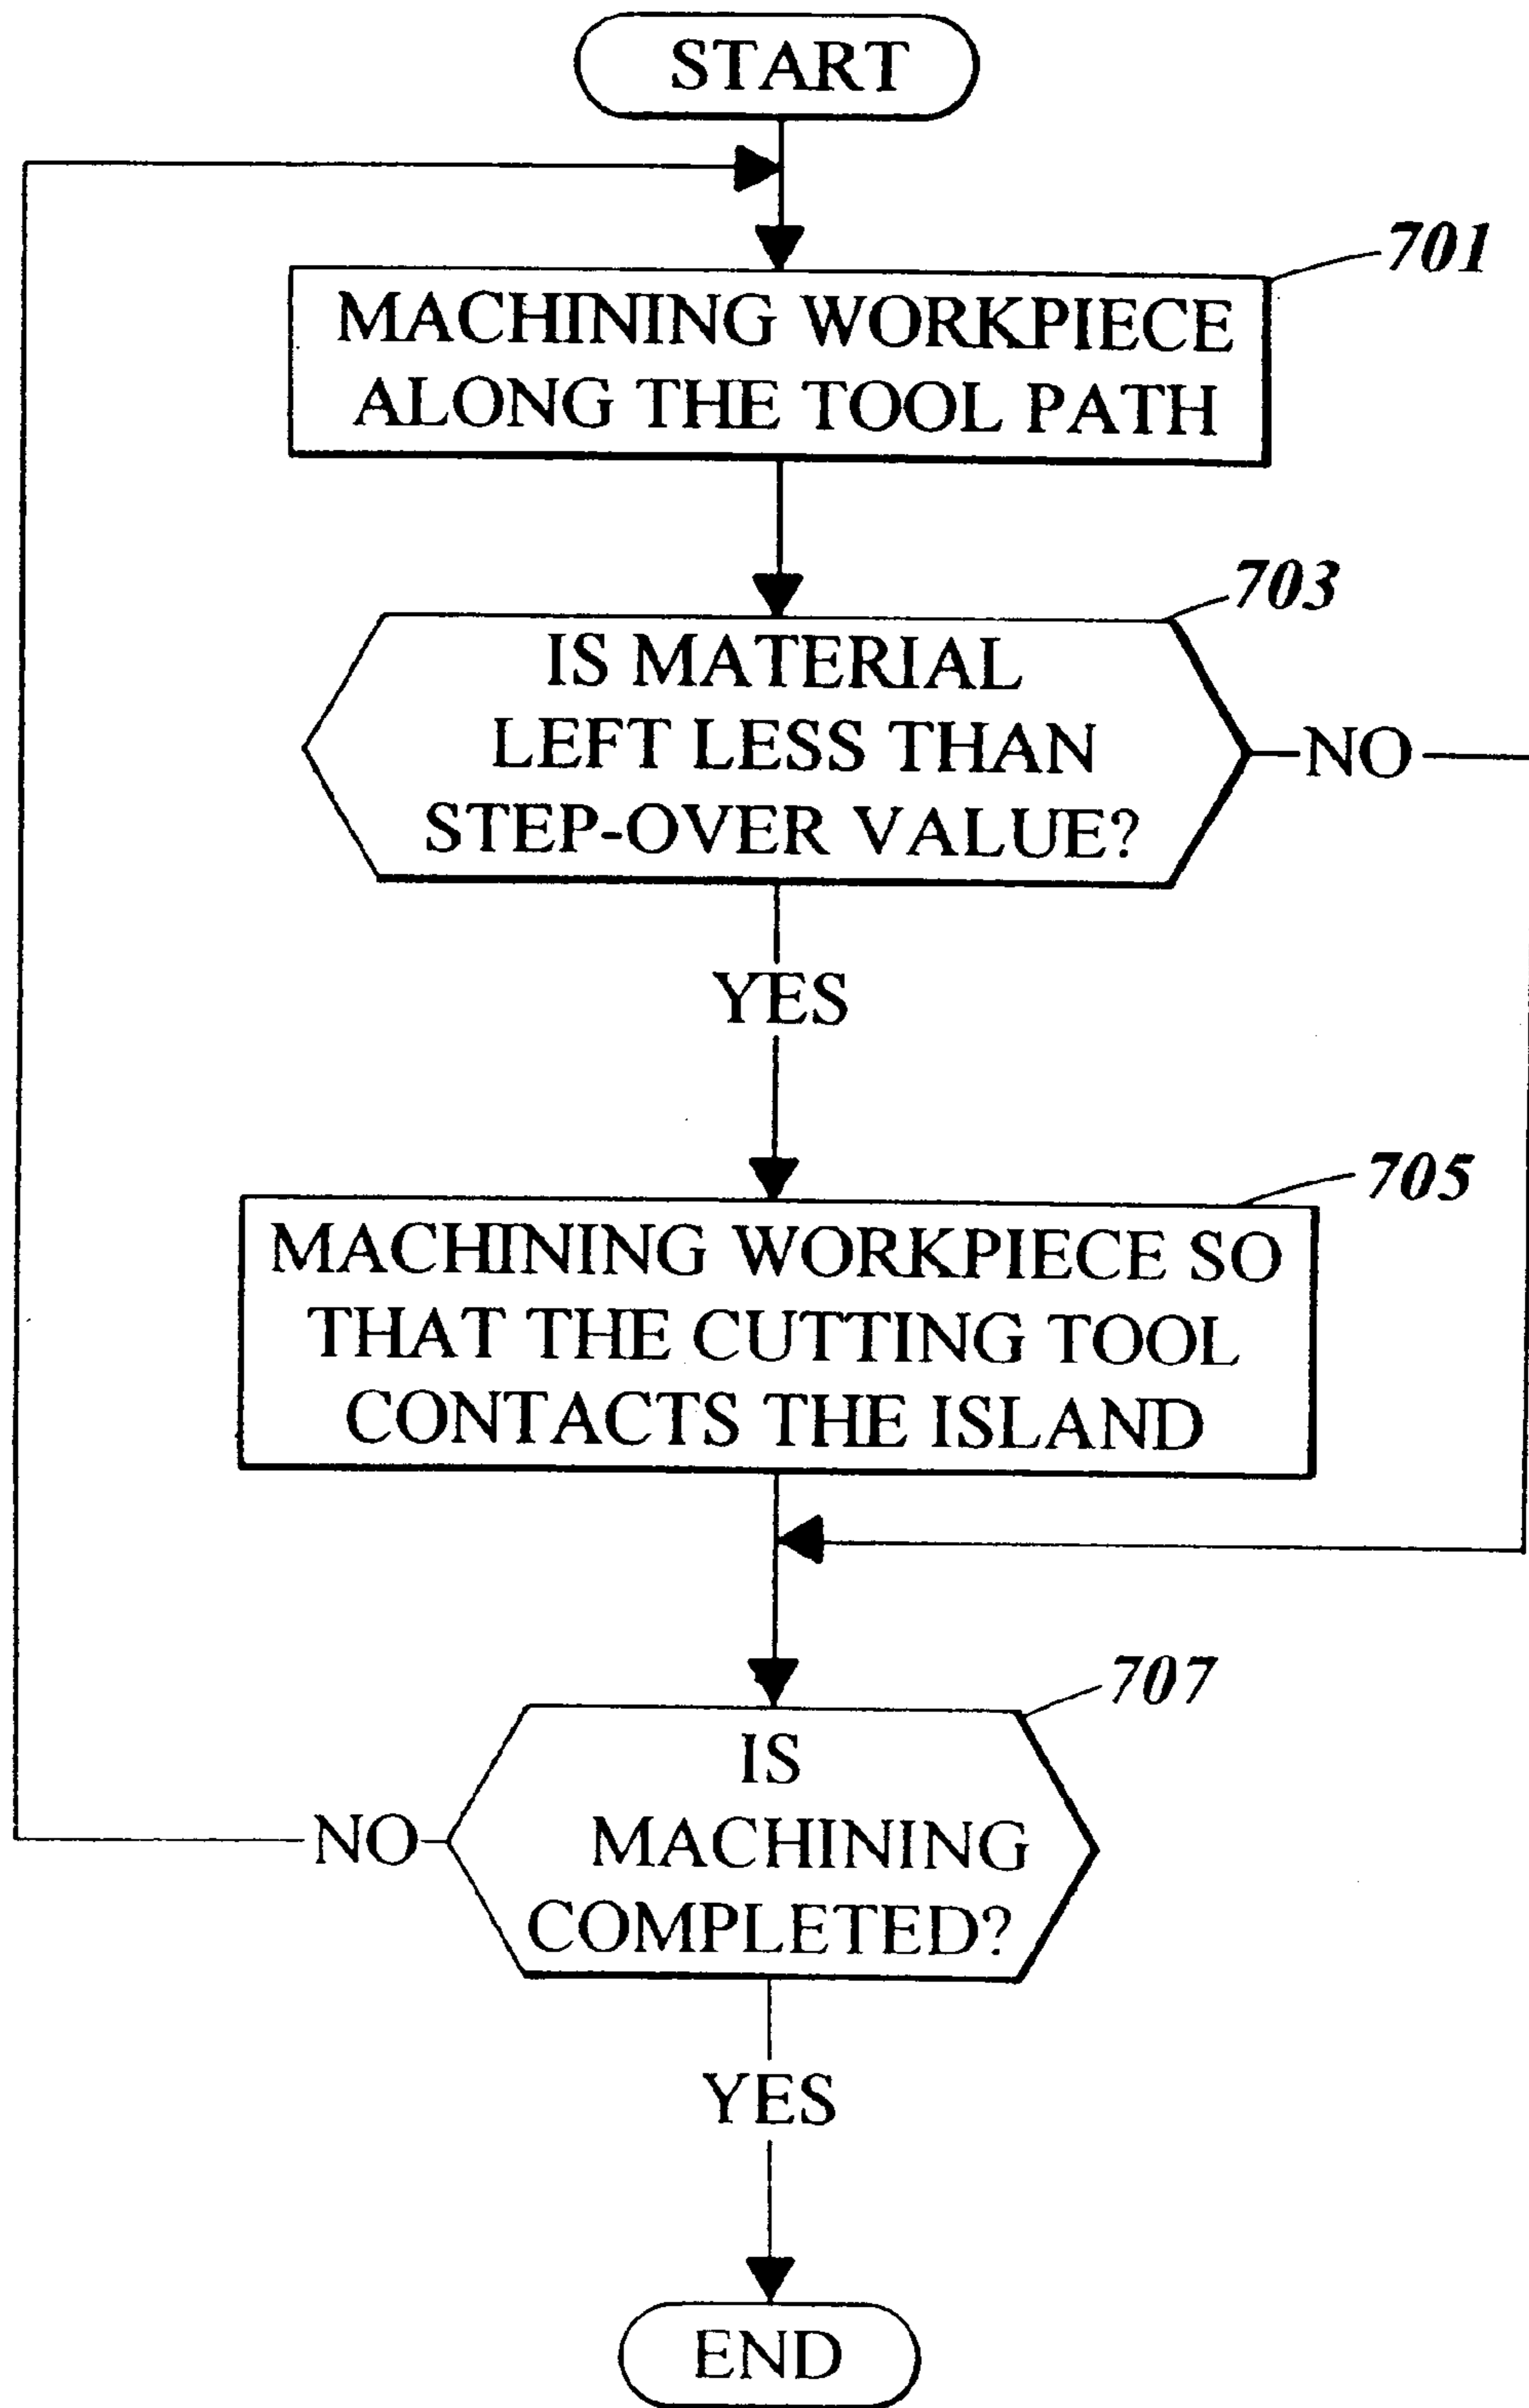 START
701
MACHINING WORKPIECE
ALONG THE TOOL PATH
703
IS MATERIAL
LEFT LESS THAN
STEP-OVER VALUE?
NO
YES
705
MACHINING WORKPIECE SO
THAT THE CUTTING TOOL
CONTACTS THE ISLAND
707
IS
MACHINING
COMPLETED?
NO
YES
END